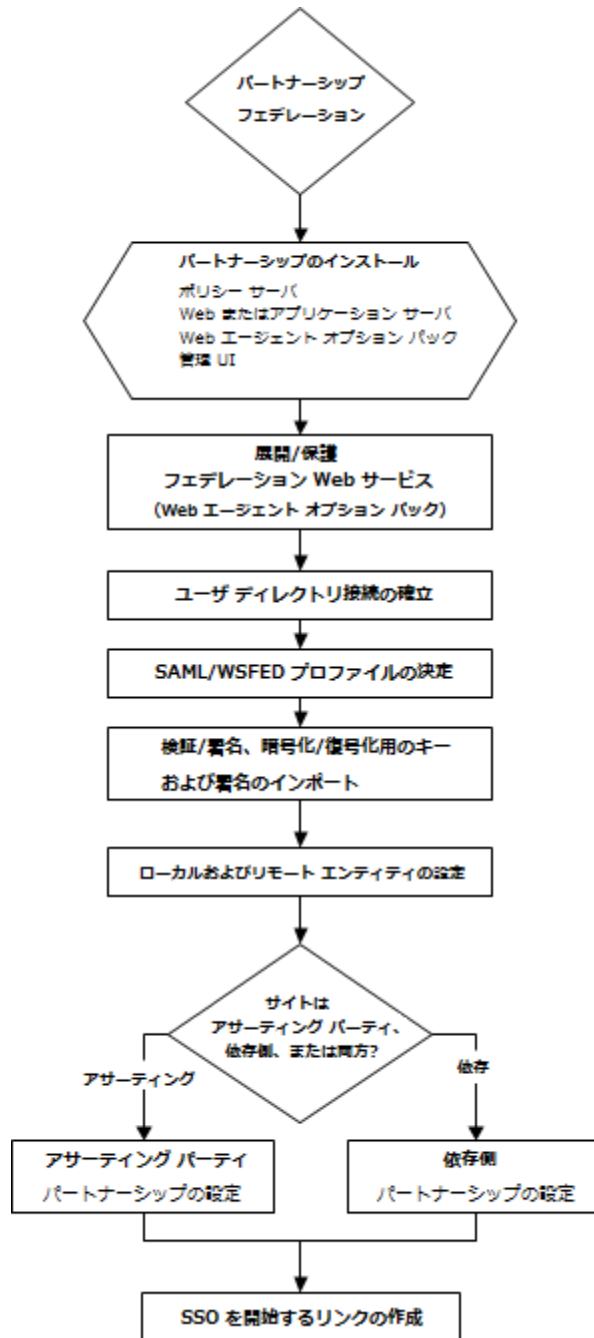 パートナーシップ
フェデレーション
パートナーシップのインストール
ポリシー サーバ
Web またはアプリケーション サーバ
Web エージェント オプション パック
管理 UI
展開/保護
フェデレーション Web サービス
（Web エージェント オプション パック）
ユーザ ディレクトリ接続の確立
SAML/WSFED プロファイルの決定
検証/署名、暗号化/復号化用のキー
および署名のインポート
ローカルおよびリモート エンティティの設定
サイトは
アサーティング パーティ、
依存側、または両方?
アサーティング
依存
アサーティング パーティ
パートナーシップの設定
依存側
パートナーシップの設定
SSO を開始するリンクの作成